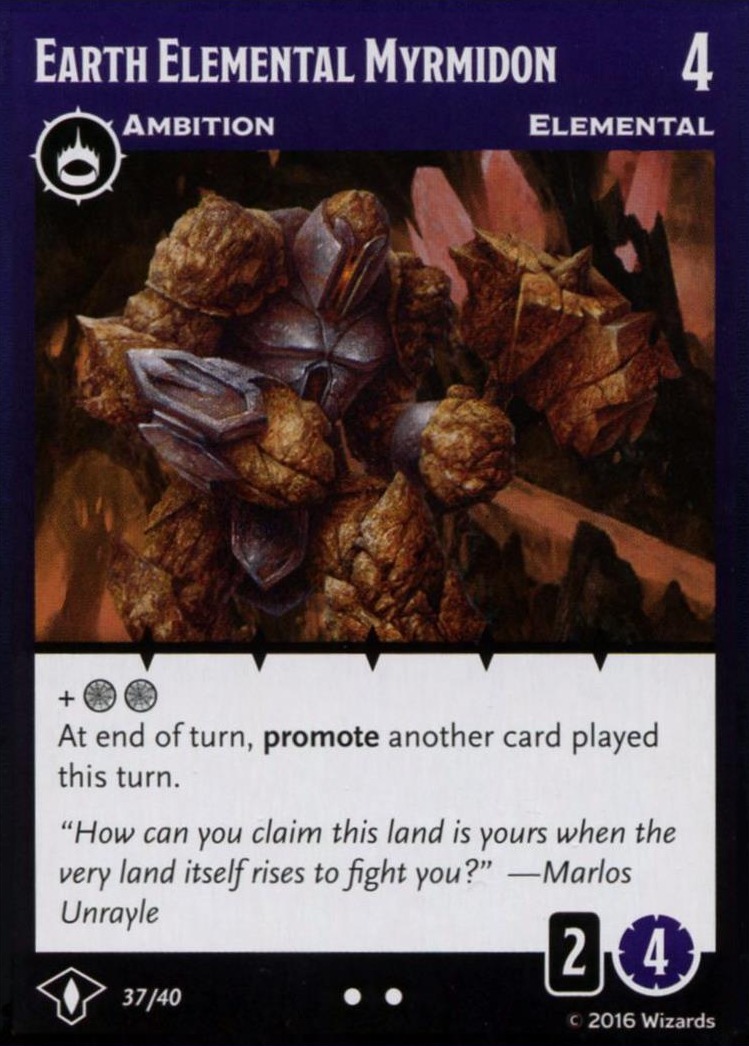 EARTH ELEMENTAL MYRMIDON 4
AMBITION ELEMENTAL
+
At end of turn, promote another card played
this turn.
“How can you claim this land is yours when the
very land itself rises to fight you?” —Marlos
Unrayle
2 4
37/40
© 2016 Wizards